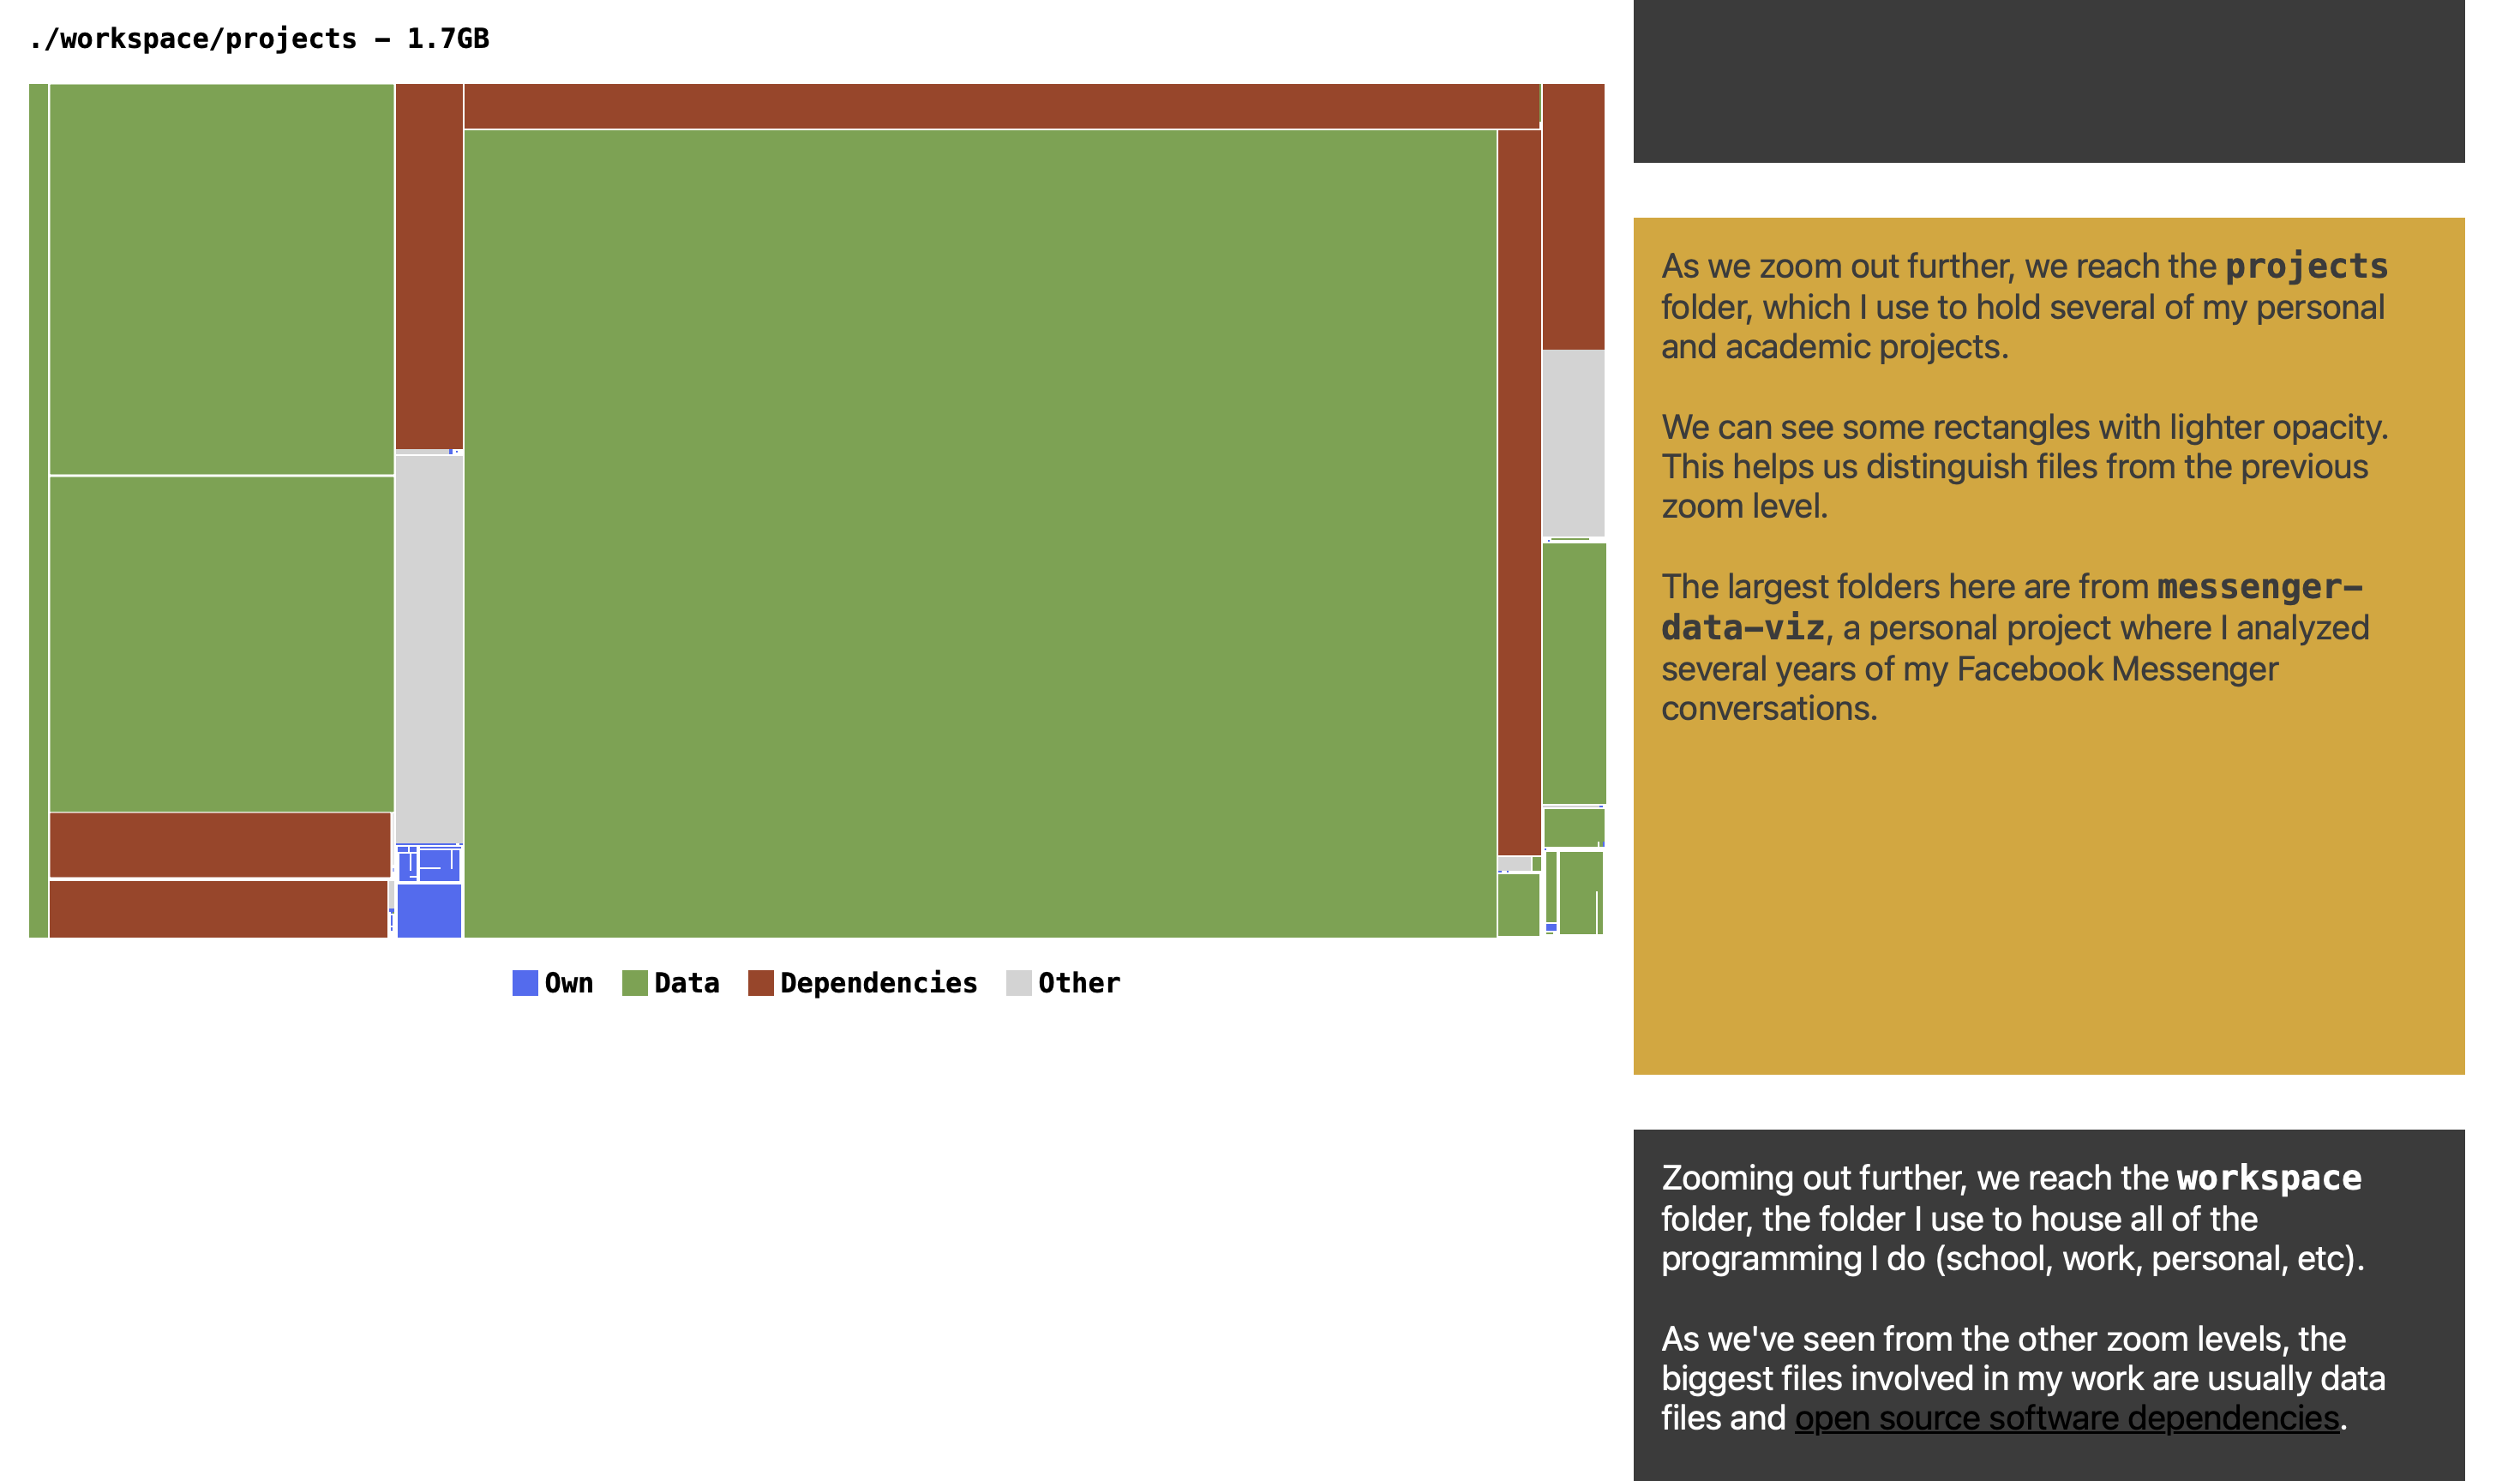 ./workspace/projects — 1.7GB
Own
Data
Dependencies
Other
As we zoom out further, we reach the projects
folder, which I use to hold several of my personal
and academic projects.
We can see some rectangles with lighter opacity.
This helps us distinguish files from the previous
zoom level.
The largest folders here are from messenger-
data-viz, a personal project where I analyzed
several years of my Facebook Messenger
conversations.
Zooming out further, we reach the workspace
folder, the folder I use to house all of the
programming I do (school, work, personal, etc).
As we've seen from the other zoom levels, the
biggest files involved in my work are usually data
files and open source software dependencies.